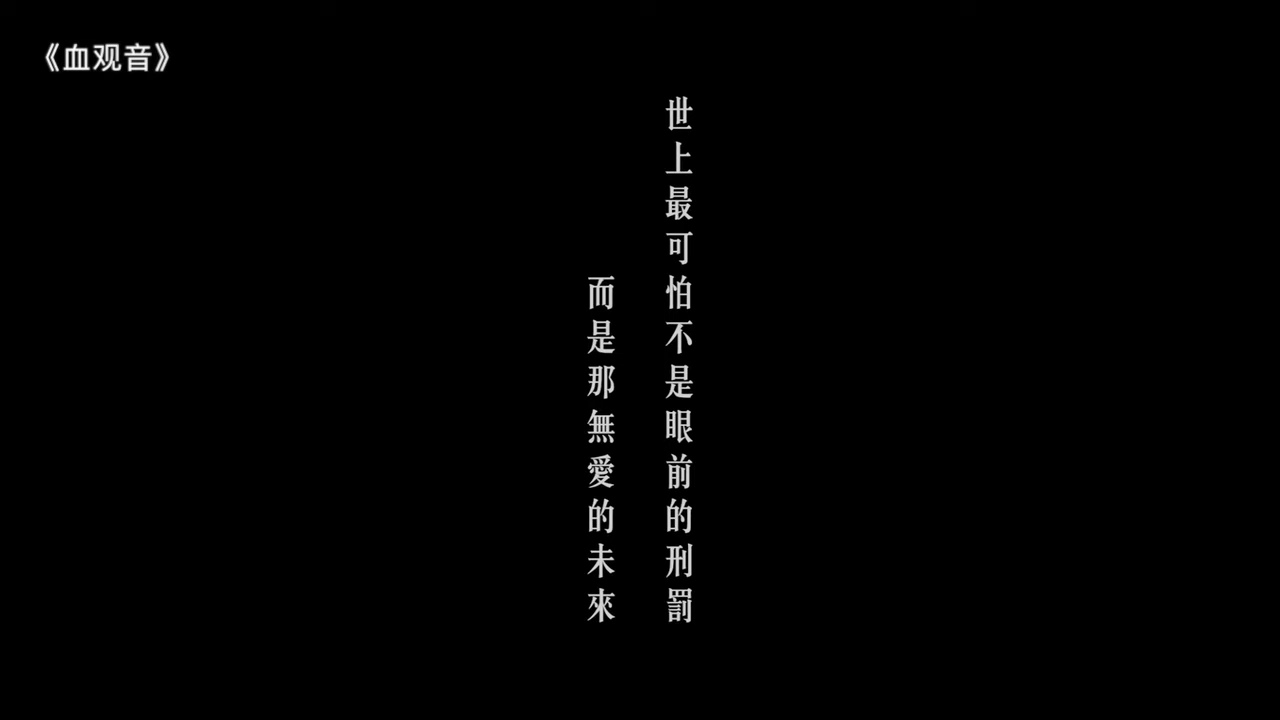 《血观音》
世上最可怕不是眼前的刑罰
而是那無愛的未來